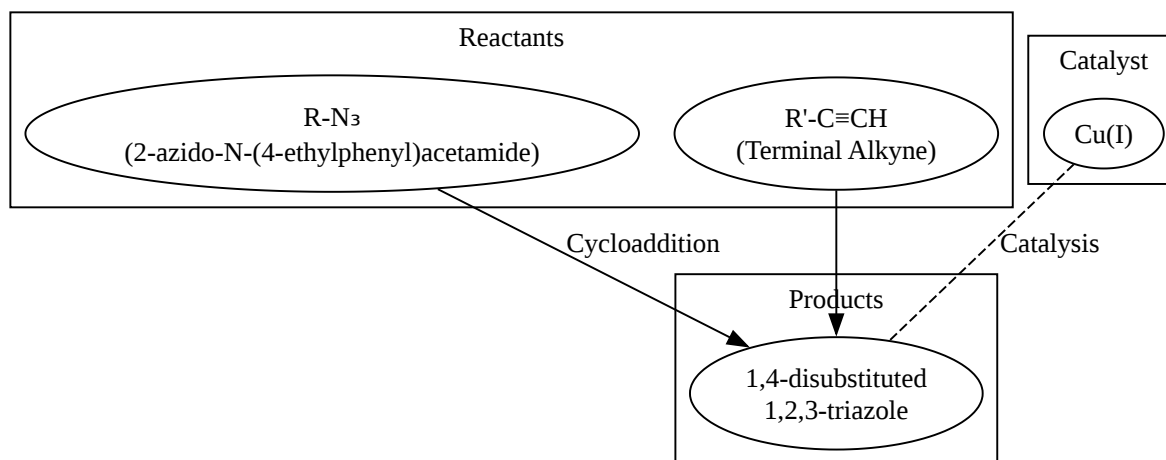 Reactants
R-N₃
(2-azido-N-(4-ethylphenyl)acetamide)
R'-C≡CH
(Terminal Alkyne)
Catalyst
Cu(I)
Cycloaddition
Catalysis
Products
1,4-disubstituted
1,2,3-triazole